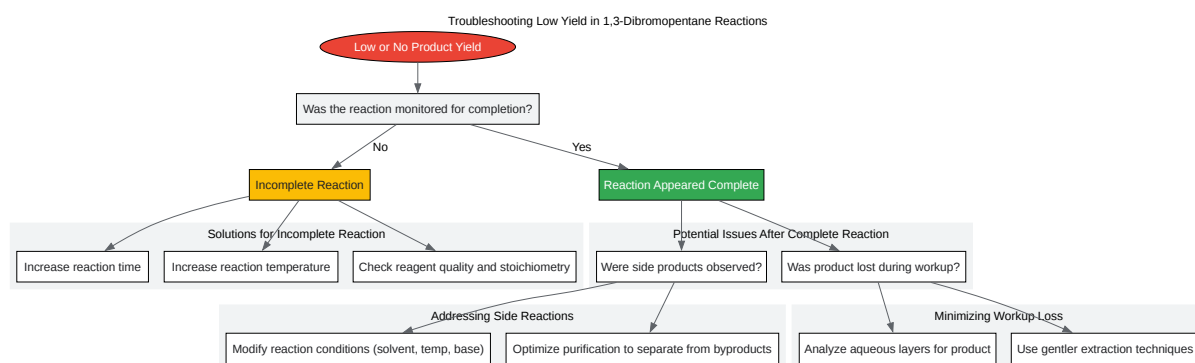 Troubleshooting Low Yield in 1,3-Dibromopentane Reactions
Low or No Product Yield
Was the reaction monitored for completion?
No
Yes
Incomplete Reaction
Reaction Appeared Complete
Solutions for Incomplete Reaction
Potential Issues After Complete Reaction
Increase reaction time
Increase reaction temperature
Check reagent quality and stoichiometry
Were side products observed?
Was product lost during workup?
Addressing Side Reactions
Minimizing Workup Loss
Modify reaction conditions (solvent, temp, base)
Optimize purification to separate from byproducts
Analyze aqueous layers for product
Use gentler extraction techniques